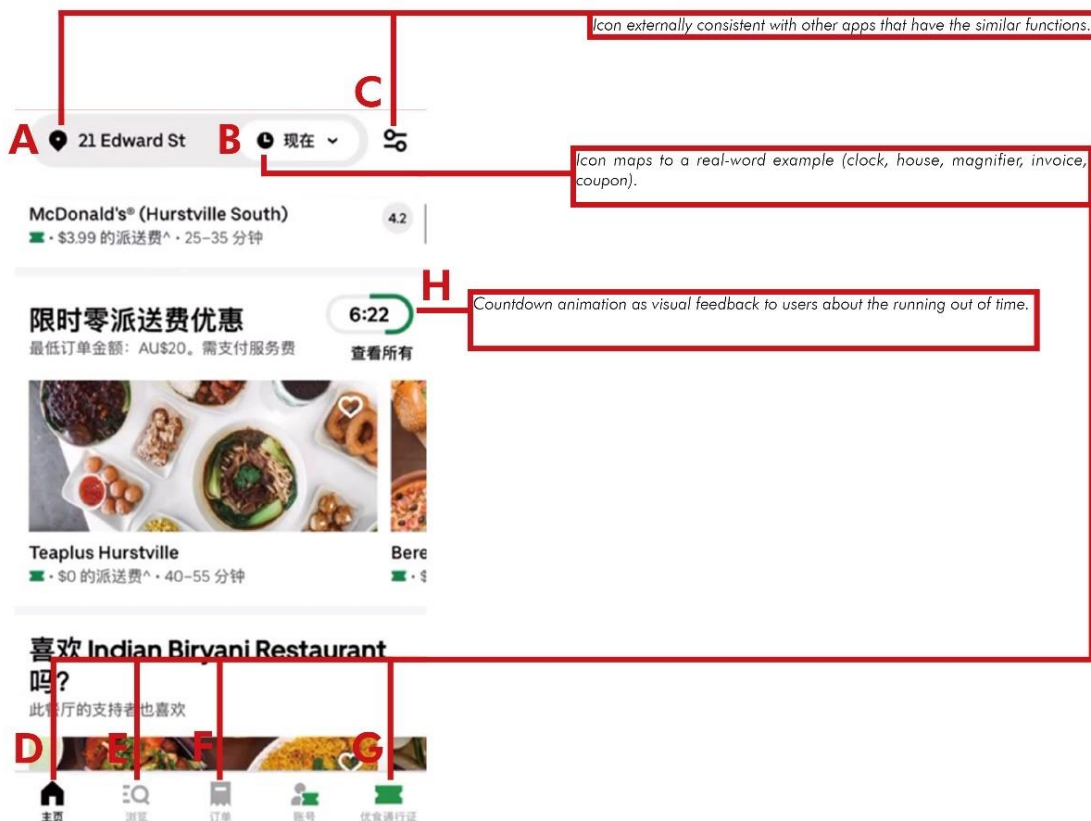 Icon externally consistent with other apps that have the similar functions.
C
A 21 Edward St B 现在
Icon maps to a real-word example (clock, house, magnifier, invoice,
coupon).
McDonald's® (Hurstville South) 4.2
· $3.99 的派送费^ · 25–35 分钟
H
Countdown animation as visual feedback to users about the running out of time.
限时零派送费优惠 6:22
最低订单金额：AU$20。需支付服务费 查看所有
Teaplus Hurstville Bere
· $0 的派送费^ · 40–55 分钟 · $
喜欢 Indian Biryani Restaurant
吗？
此餐厅的支持者也喜欢
D E F G
主页 浏览 订单 账号 优食通行证